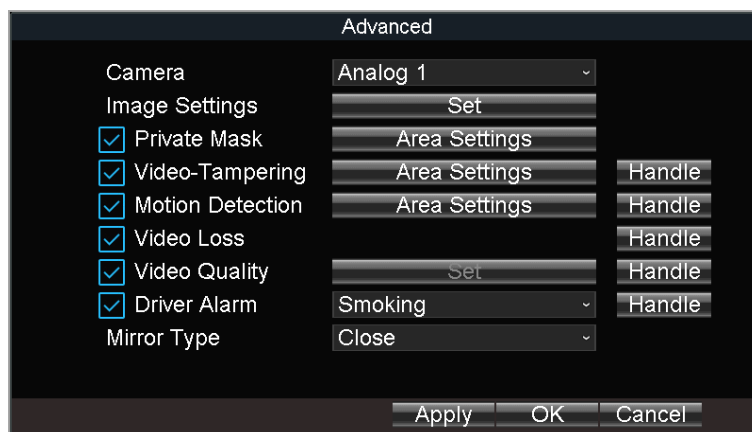 Advanced
Camera Analog 1
Image Settings Set
Private Mask Area Settings
Video-Tampering Area Settings Handle
Motion Detection Area Settings Handle
Video Loss Handle
Video Quality Set Handle
Driver Alarm Smoking Handle
Mirror Type Close
Apply OK Cancel